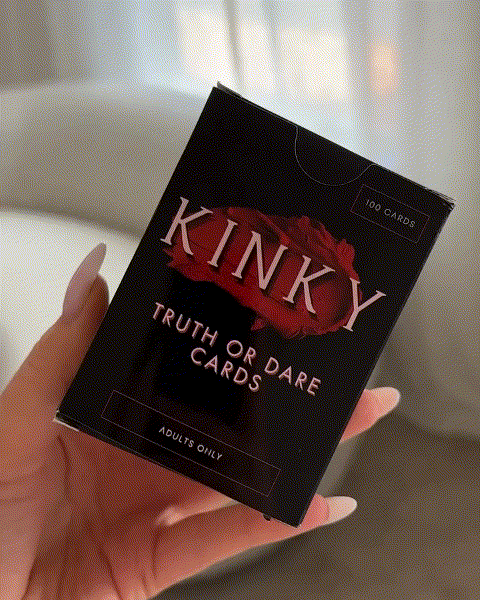 100 CARDS
KINKY
TRUTH OR DARE
CARDS
ADULTS ONLY